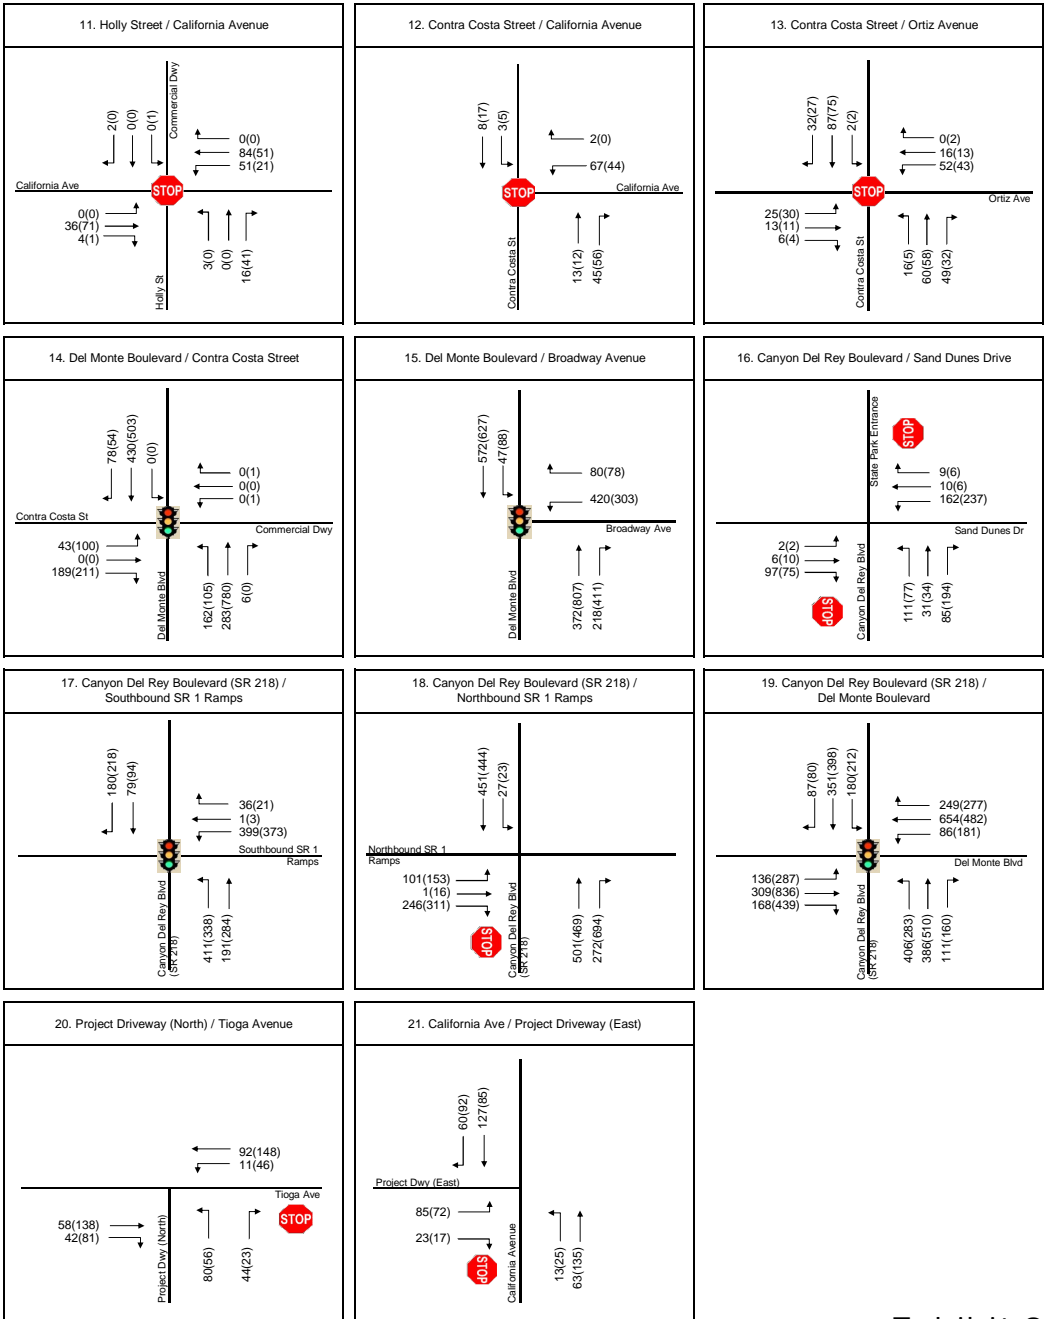 11. Holly Street / California Avenue
2(0)
0(0)
0(1)
Commercial Dwy
0(0)
84(51)
51(21)
California Ave
STOP
0(0)
36(71)
4(1)
Holly St
3(0)
0(0)
16(41)
12. Contra Costa Street / California Avenue
8(17)
3(5)
2(0)
67(44)
STOP
California Ave
Contra Costa St
13(12)
45(56)
13. Contra Costa Street / Ortiz Avenue
32(27)
87(75)
2(2)
0(2)
16(13)
52(43)
STOP
Ortiz Ave
25(30)
13(11)
6(4)
Contra Costa St
16(5)
60(58)
49(32)
14. Del Monte Boulevard / Contra Costa Street
78(54)
430(503)
0(0)
0(1)
0(0)
0(1)
Contra Costa St
Commercial Dwy
43(100)
0(0)
189(211)
Del Monte Blvd
162(105)
283(780)
6(0)
15. Del Monte Boulevard / Broadway Avenue
572(627)
47(88)
80(78)
420(303)
Broadway Ave
Del Monte Blvd
372(807)
218(411)
16. Canyon Del Rey Boulevard / Sand Dunes Drive
State Park Entrance
STOP
9(6)
10(6)
162(237)
Sand Dunes Dr
2(2)
6(10)
97(75)
STOP
Canyon Del Rey Blvd
111(77)
31(34)
85(194)
17. Canyon Del Rey Boulevard (SR 218) /
Southbound SR 1 Ramps
180(218)
79(94)
36(21)
1(3)
399(373)
Southbound SR 1
Ramps
Canyon Del Rey Blvd
(SR 218)
411(338)
191(284)
18. Canyon Del Rey Boulevard (SR 218) /
Northbound SR 1 Ramps
451(444)
27(23)
Northbound SR 1
Ramps
101(153)
1(16)
246(311)
STOP
Canyon Del Rey Blvd
(SR 218)
501(469)
272(694)
19. Canyon Del Rey Boulevard (SR 218) /
Del Monte Boulevard
87(80)
351(398)
180(212)
249(277)
654(482)
86(181)
Del Monte Blvd
136(287)
309(836)
168(439)
Canyon Del Rey Blvd
(SR 218)
406(283)
386(510)
111(160)
20. Project Driveway (North) / Tioga Avenue
92(148)
11(46)
Tioga Ave
58(138)
42(81)
Project Dwy (North)
80(56)
44(23)
STOP
21. California Ave / Project Driveway (East)
60(92)
127(85)
Project Dwy (East)
85(72)
23(17)
STOP
California Avenue
13(25)
63(135)